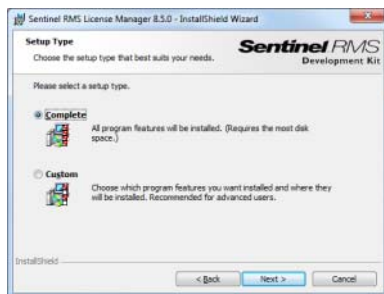 Sentinel RMS License Manager 8.5.0 - InstallShield Wizard
Setup Type
Choose the setup type that best suits your needs.
Sentinel RMS
Development Kit
Please select a setup type.
Complete
All program features will be installed. (Requires the most disk
space.)
Custom
Choose which program features you want installed and where they
will be installed. Recommended for advanced users.
InstallShield
< Back
Next >
Cancel